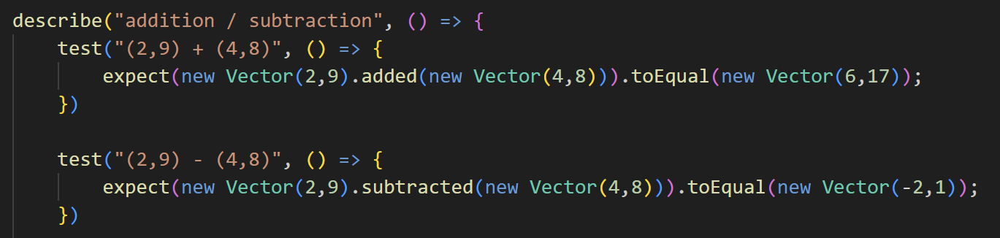 describe("addition / subtraction", () => {
    test("(2,9) + (4,8)", () => {
        expect(new Vector(2,9).added(new Vector(4,8))).toEqual(new Vector(6,17));
    })

    test("(2,9) - (4,8)", () => {
        expect(new Vector(2,9).subtracted(new Vector(4,8))).toEqual(new Vector(-2,1));
    })